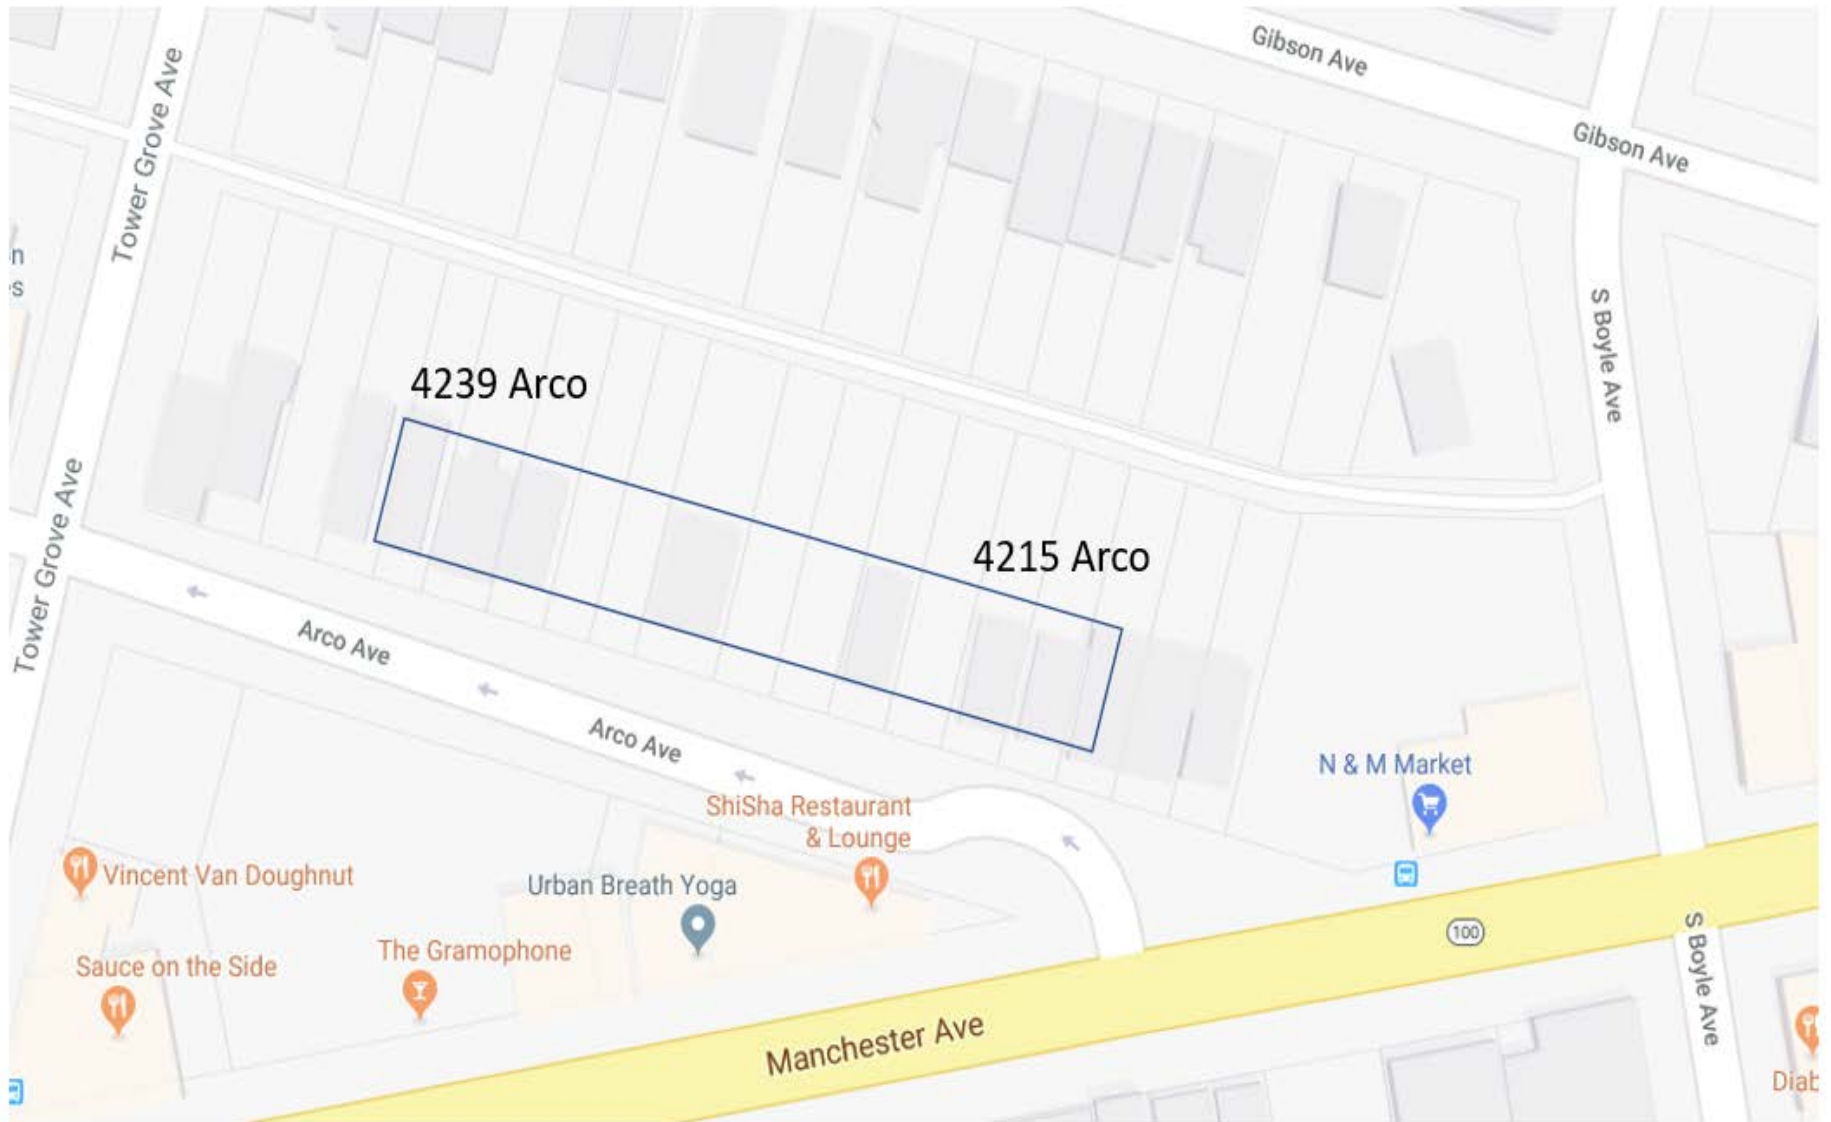 Gibson Ave
Gibson Ave
Tower Grove Ave
n
s
S Boyle Ave
4239 Arco
4215 Arco
Tower Grove Ave
Arco Ave
Arco Ave
N & M Market
ShiSha Restaurant
& Lounge
Vincent Van Doughnut
Urban Breath Yoga
The Gramophone
Sauce on the Side
100
S Boyle Ave
Manchester Ave
Diab